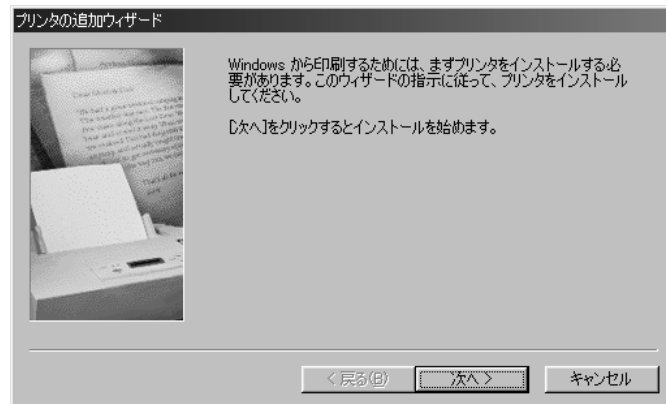 プリンタの追加ウィザード
Windows から印刷するためには、まずプリンタをインストールする必
要があります。このウィザードの指示に従って、プリンタをインストール
してください。
[次へ]をクリックするとインストールを始めます。
< 戻る(B)
次へ >
キャンセル